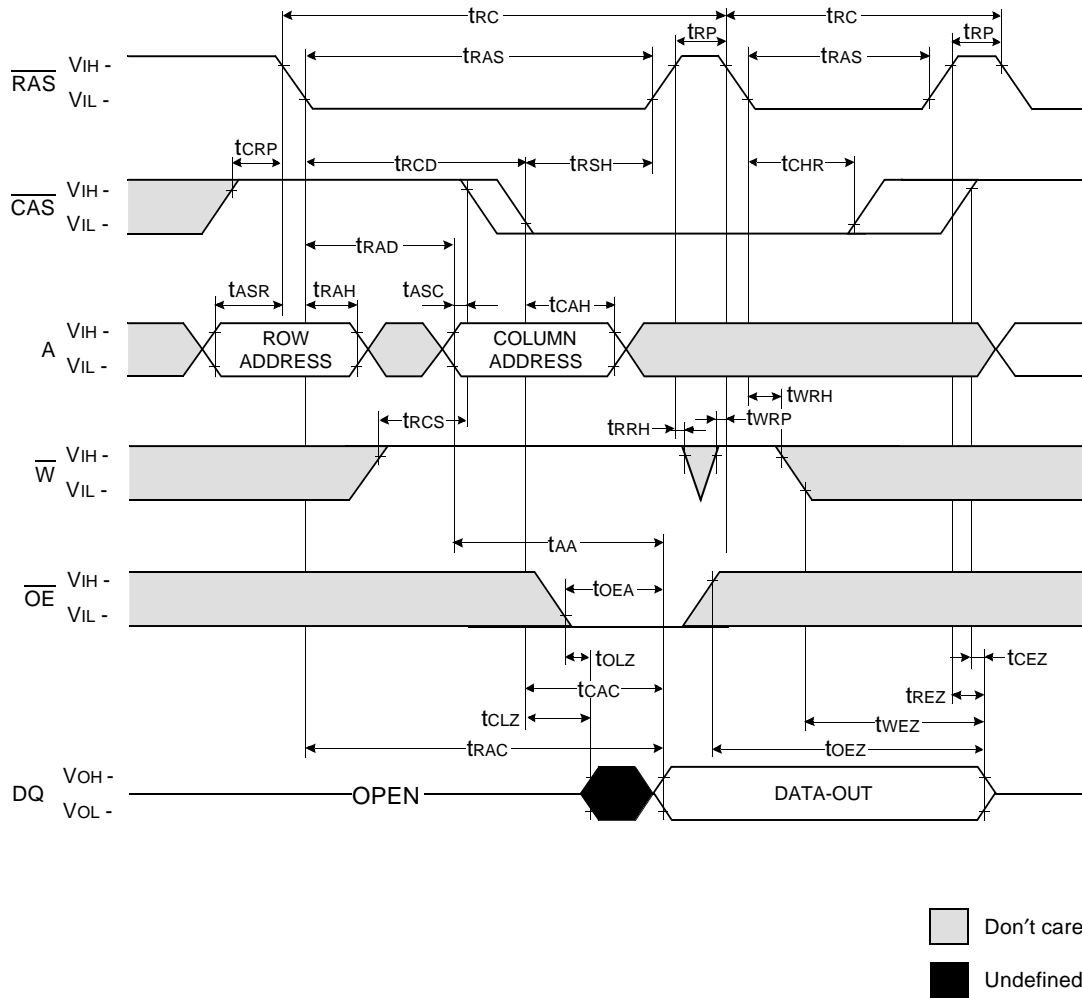 tRC tRC
tRP tRP
tRAS tRAS
RAS VIH -
VIL -
tCRP tRCD tRSH tCHR
CAS VIH -
VIL -
tRAD
tASR tRAH tASC tCAH
A VIH -
VIL -
ROW ADDRESS
COLUMN ADDRESS
tWRH
tRCS tRRH tWRP
W VIH -
VIL -
tAA
OE VIH -
VIL -
tOEA
tOLZ tCEZ
tCAC tREZ
tCLZ tWEZ
tRAC tOEZ
DQ VOH -
VOL -
OPEN DATA-OUT
Don′t care
Undefined